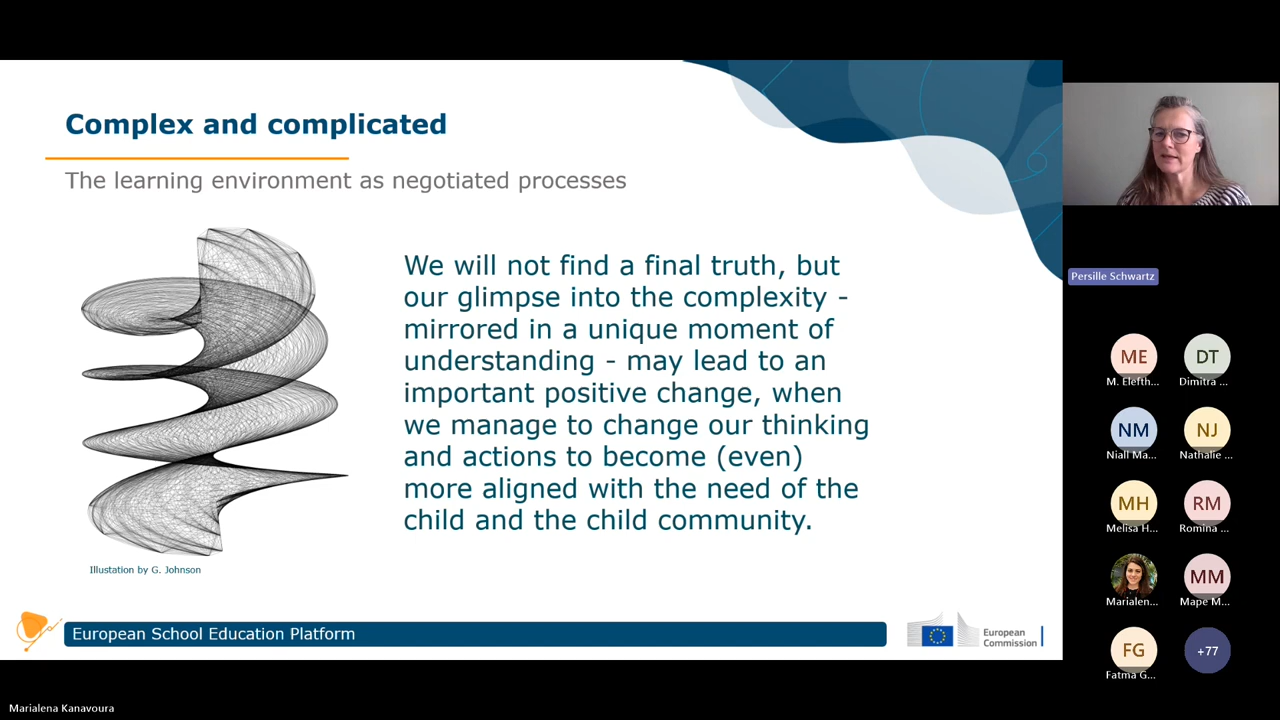 Complex and complicated
The learning environment as negotiated processes
We will not find a final truth, but
our glimpse into the complexity -
mirrored in a unique moment of
understanding - may lead to an
important positive change, when
we manage to change our thinking
and actions to become (even)
more aligned with the need of the
child and the child community.
Illustation by G. Johnson
European School Education Platform
European
Commission
Persille Schwartz
ME
DT
M. Elefth...
Dimitra ...
NM
NJ
Niall Ma...
Nathalie ...
MH
RM
Melisa H...
Romina ...
MM
Marialen...
Mape M...
FG
+77
Fatma G...
Marialena Kanavoura